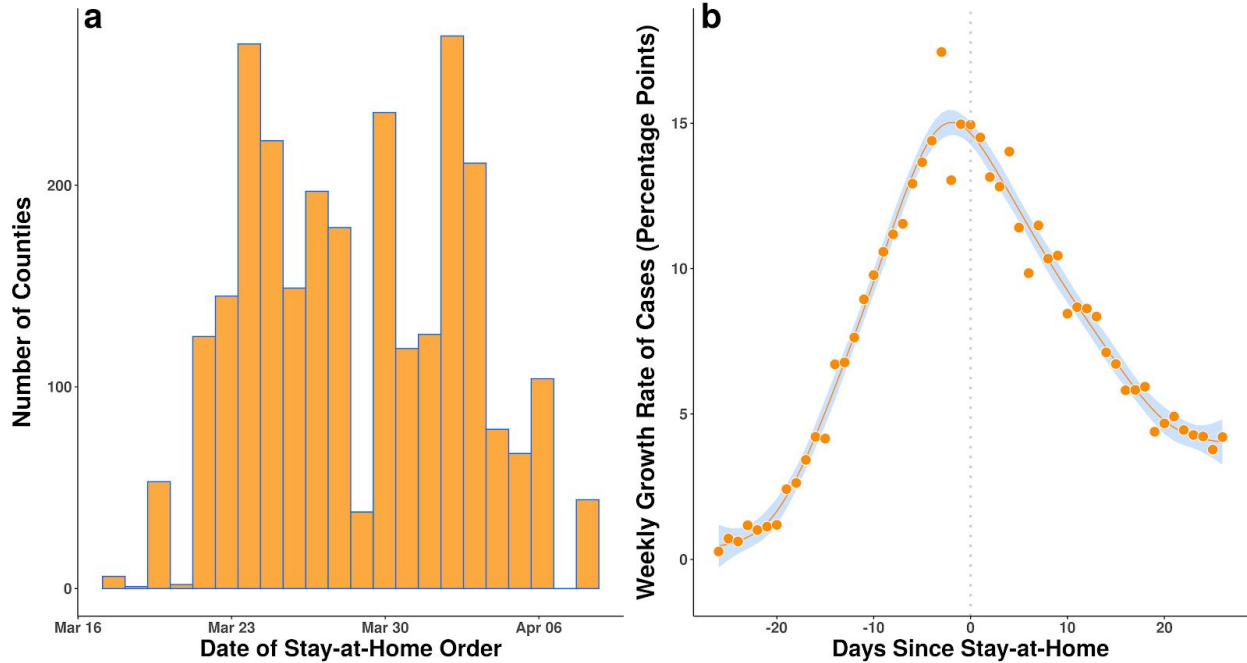 a
Number of Counties
200
100
0
Mar 16
Mar 23
Mar 30
Apr 06
Date of Stay-at-Home Order
b
Weekly Growth Rate of Cases (Percentage Points)
15
10
5
0
-20
-10
0
10
20
Days Since Stay-at-Home